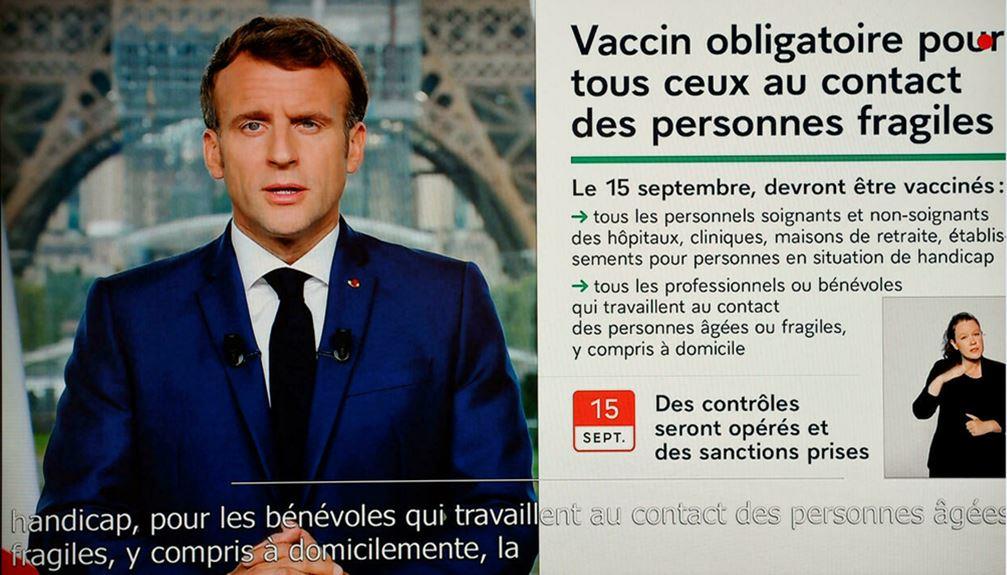 Vaccin obligatoire pour
tous ceux au contact
des personnes fragiles
Le 15 septembre, devront être vaccinés :
→ tous les personnels soignants et non-soignants
des hôpitaux, cliniques, maisons de retraite, établis
sements pour personnes en situation de handicap
→ tous les professionnels ou bénévoles
qui travaillent au contact
des personnes âgées ou fragiles,
y compris à domicile
15
SEPT.
Des contrôles
seront opérés et
des sanctions prises
handicap, pour les bénévoles qui travaillent au contact des personnes âgées
fragiles, y compris à domicilemente, la